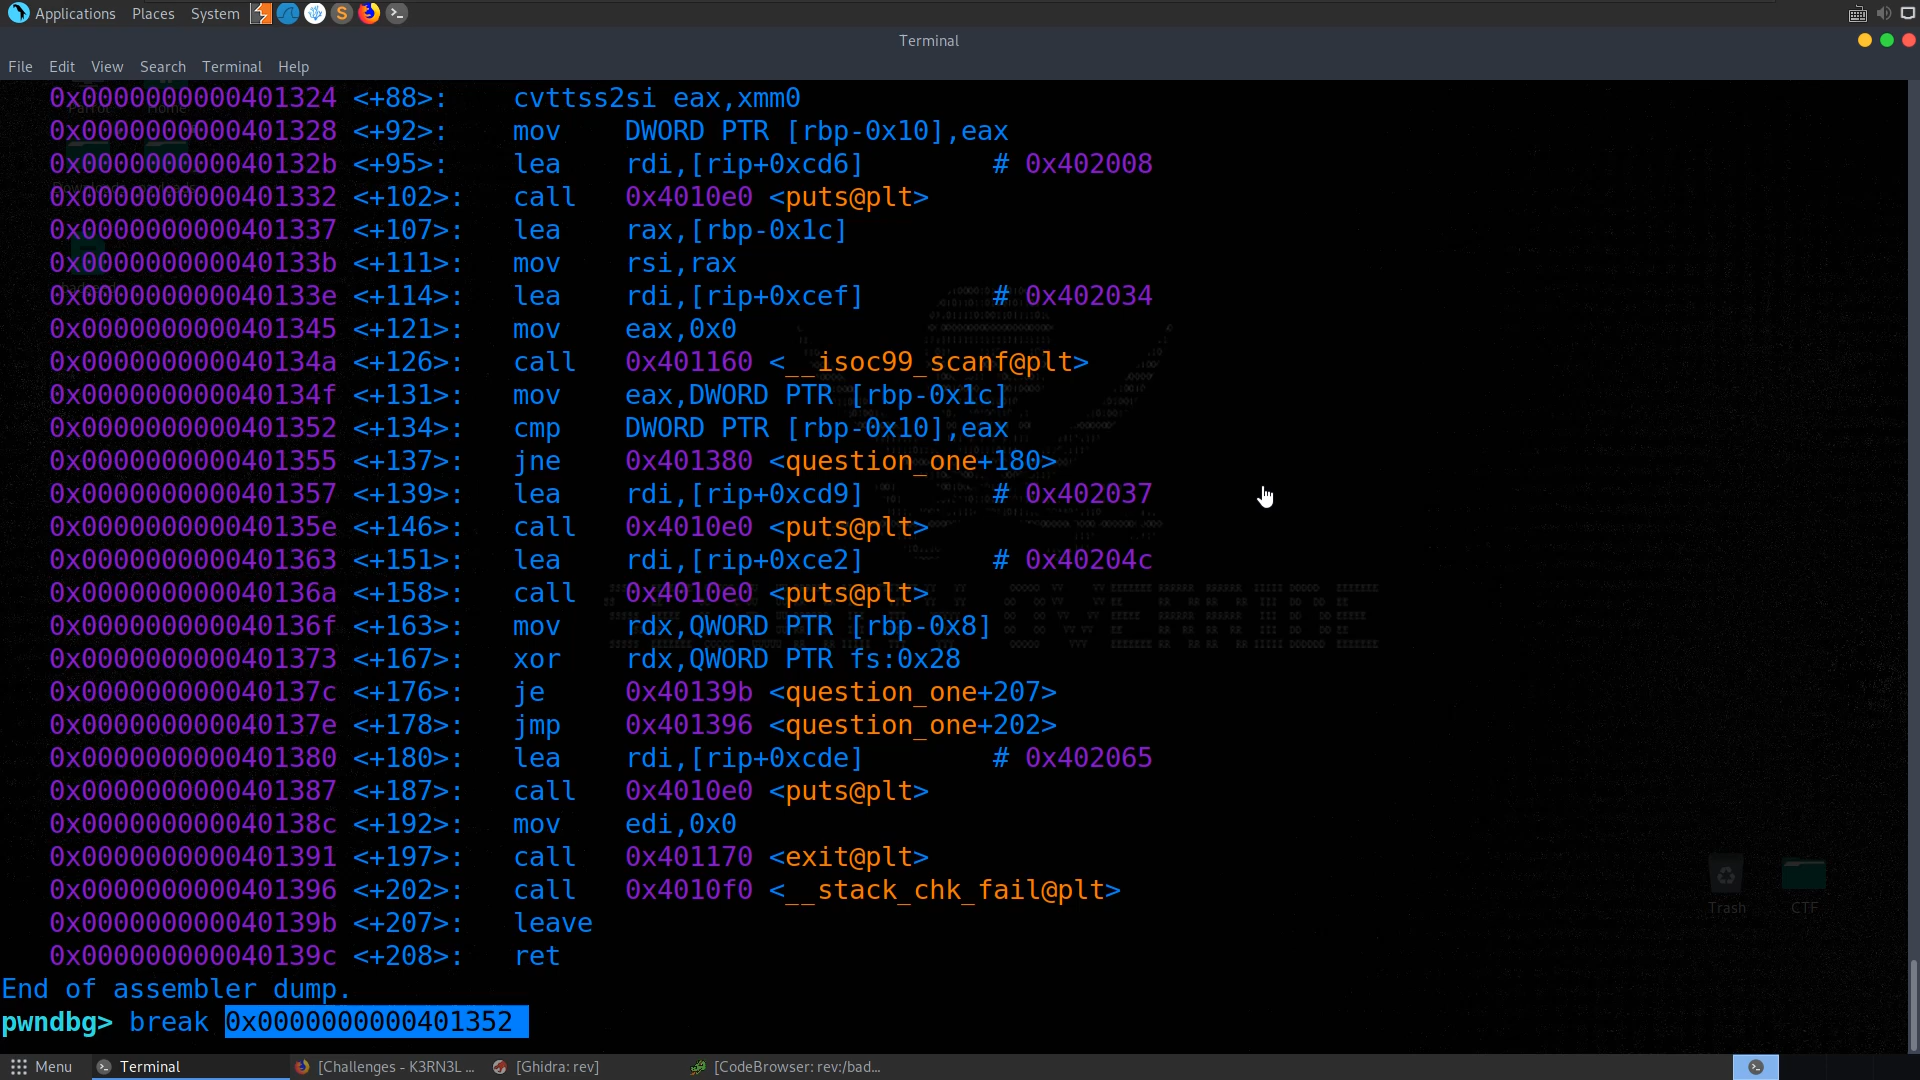 Applications Places System
Terminal
File Edit View Search Terminal Help
0x0000000000401324 <+88>: cvttss2si eax,xmm0
0x0000000000401328 <+92>: mov DWORD PTR [rbp-0x10],eax
0x000000000040132b <+95>: lea rdi,[rip+0xcd6] # 0x402008
0x0000000000401332 <+102>: call 0x4010e0 <puts@plt>
0x0000000000401337 <+107>: lea rax,[rbp-0x1c]
0x000000000040133b <+111>: mov rsi,rax
0x000000000040133e <+114>: lea rdi,[rip+0xcef] # 0x402034
0x0000000000401345 <+121>: mov eax,0x0
0x000000000040134a <+126>: call 0x401160 <__isoc99_scanf@plt>
0x000000000040134f <+131>: mov eax,DWORD PTR [rbp-0x1c]
0x0000000000401352 <+134>: cmp DWORD PTR [rbp-0x10],eax
0x0000000000401355 <+137>: jne 0x401380 <question_one+180>
0x0000000000401357 <+139>: lea rdi,[rip+0xcd9] # 0x402037
0x000000000040135e <+146>: call 0x4010e0 <puts@plt>
0x0000000000401363 <+151>: lea rdi,[rip+0xce2] # 0x40204c
0x000000000040136a <+158>: call 0x4010e0 <puts@plt>
0x000000000040136f <+163>: mov rdx,QWORD PTR [rbp-0x8]
0x0000000000401373 <+167>: xor rdx,QWORD PTR fs:0x28
0x000000000040137c <+176>: je 0x40139b <question_one+207>
0x000000000040137e <+178>: jmp 0x401396 <question_one+202>
0x0000000000401380 <+180>: lea rdi,[rip+0xcde] # 0x402065
0x0000000000401387 <+187>: call 0x4010e0 <puts@plt>
0x000000000040138c <+192>: mov edi,0x0
0x0000000000401391 <+197>: call 0x401170 <exit@plt>
0x0000000000401396 <+202>: call 0x4010f0 <__stack_chk_fail@plt>
0x000000000040139b <+207>: leave
0x000000000040139c <+208>: ret
Trash CTF
End of assembler dump.
pwndbg> break 0x0000000000401352
Menu Terminal [Challenges - K3RN3L ... [Ghidra: rev] [CodeBrowser: rev:/bad...